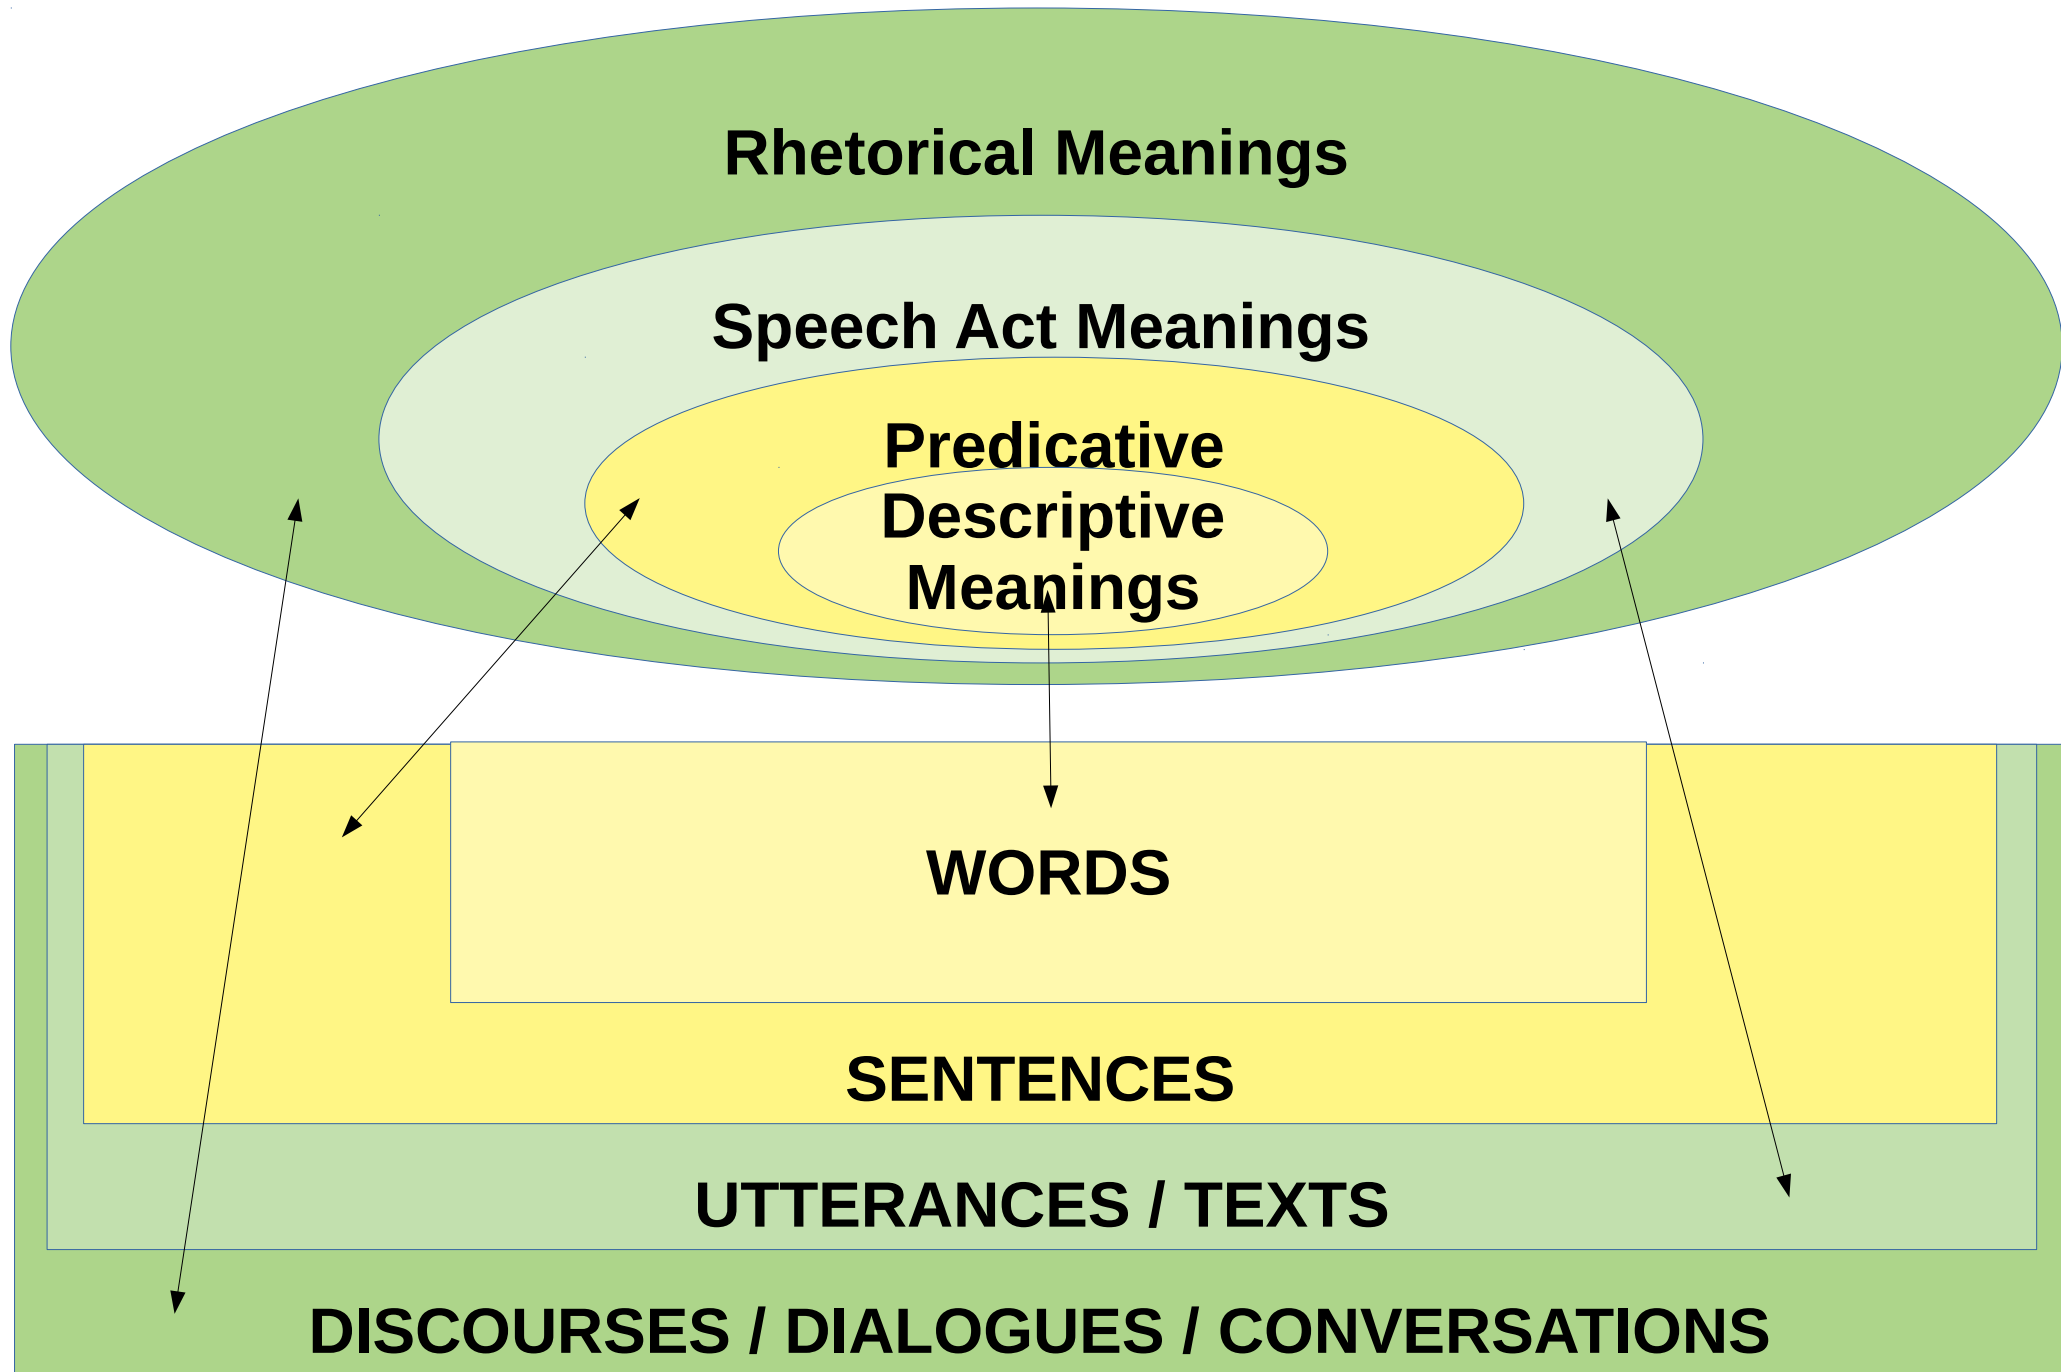 Rhetorical Meanings
Speech Act Meanings
Predicative
Descriptive
Meanings
WORDS
SENTENCES
UTTERANCES / TEXTS
DISCOURSES / DIALOGUES / CONVERSATIONS